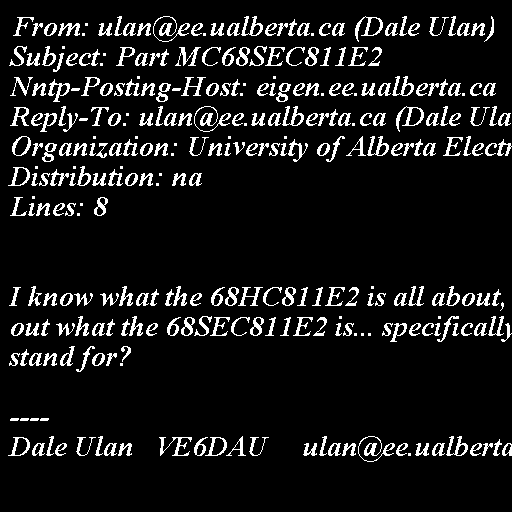 From: ulan@ee.ualberta.ca (Dale Ulan)
Subject: Part MC68SEC811E2
Nntp-Posting-Host: eigen.ee.ualberta.ca
Reply-To: ulan@ee.ualberta.ca (Dale Ula
Organization: University of Alberta Electr
Distribution: na
Lines: 8
I know what the 68HC811E2 is all about,
out what the 68SEC811E2 is... specifically
stand for?
----
Dale Ulan VE6DAU ulan@ee.ualberta